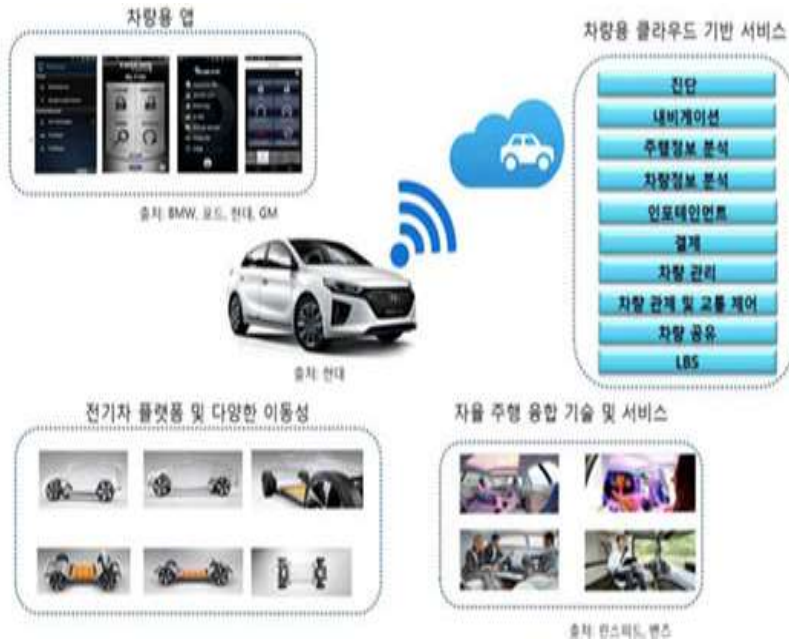 차량용 앱
출처: BMW, 포드, 현대, GM
차량용 클라우드 기반 서비스
진단
내비게이션
주행정보 분석
차량정보 분석
인포테인먼트
결제
차량 관리
차량 관제 및 교통 제어
차량 공유
LBS
출처: 현대
전기차 플랫폼 및 다양한 이동성
자율 주행 융합 기술 및 서비스
출처: 린스피드, 벤츠